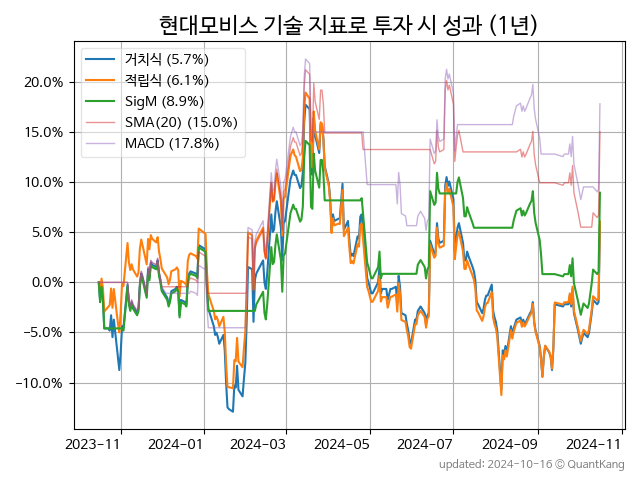 현대모비스 기술 지표로 투자 시 성과 (1년)
거치식 (5.7%)
적립식 (6.1%)
SigM (8.9%)
SMA(20) (15.0%)
MACD (17.8%)
20.0%
15.0%
10.0%
5.0%
0.0%
−5.0%
−10.0%
2023-11 2024-01 2024-03 2024-05 2024-07 2024-09 2024-11
updated: 2024-10-16 © QuantKang